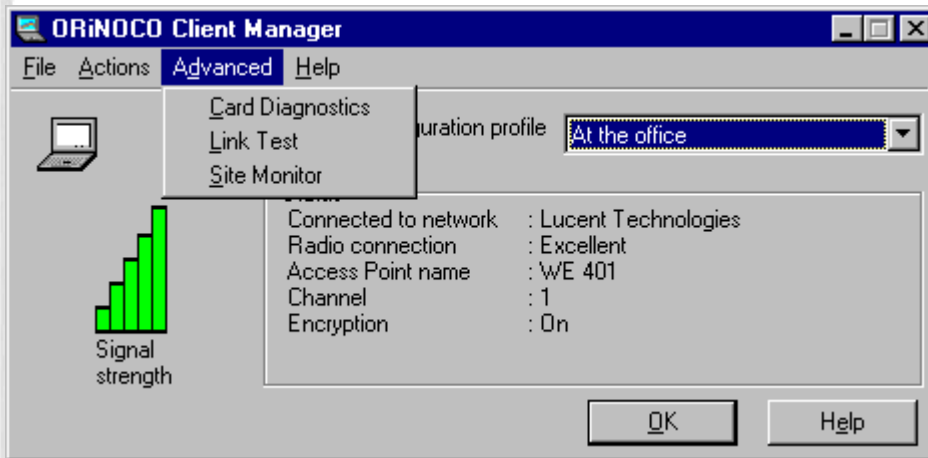 ORiNOCO Client Manager
File Actions Advanced Help
Card Diagnostics
Link Test
Site Monitor
uration profile At the office
Connected to network : Lucent Technologies
Radio connection : Excellent
Access Point name : WE 401
Channel : 1
Encryption : On
Signal
strength
OK Help